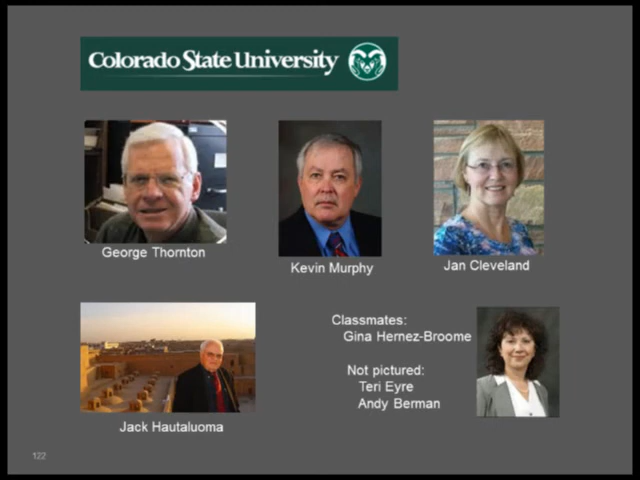 Colorado State University
George Thornton
Kevin Murphy
Jan Cleveland
Jack Hautaluoma
Classmates:
Gina Hernez-Broome
Not pictured:
Teri Eyre
Andy Berman
122